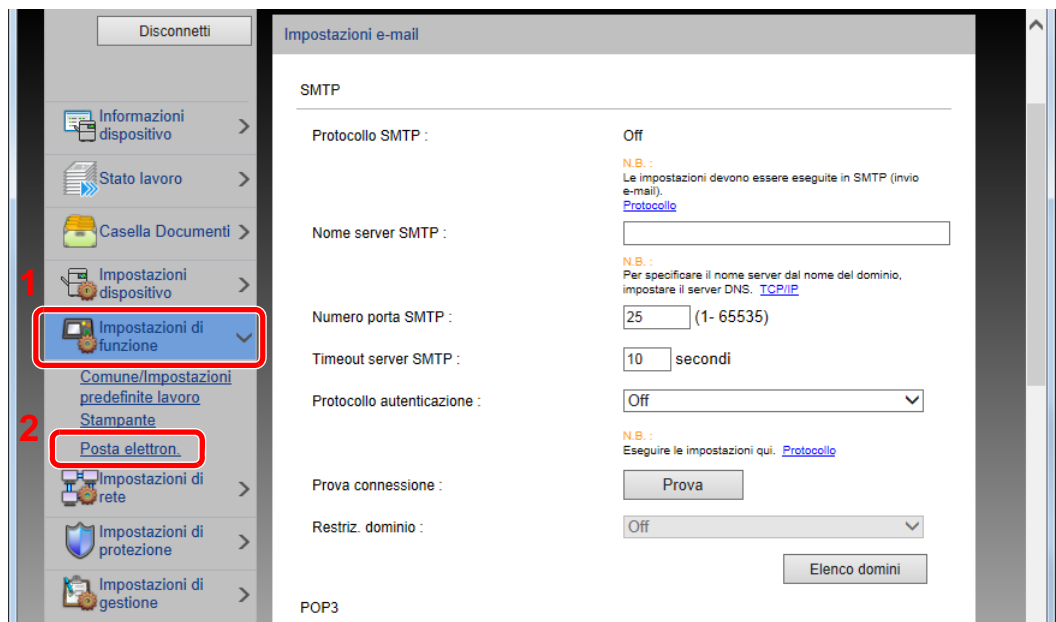 Disconnetti
Informazioni
dispositivo
Stato lavoro
Casella Documenti
1
Impostazioni
dispositivo
Impostazioni di
funzione
Comune/Impostazioni
predefinite lavoro
Stampante
2
Posta elettron.
Impostazioni di
rete
Impostazioni di
protezione
Impostazioni di
gestione
Impostazioni e-mail
SMTP
Protocollo SMTP : Off
N.B. :
Le impostazioni devono essere eseguite in SMTP (invio
e-mail).
Protocollo
Nome server SMTP :
N.B. :
Per specificare il nome server dal nome del dominio,
impostare il server DNS. TCP/IP
Numero porta SMTP : 25 (1- 65535)
Timeout server SMTP : 10 secondi
Protocollo autenticazione : Off
N.B. :
Eseguire le impostazioni qui. Protocollo
Prova connessione : Prova
Restriz. dominio : Off
Elenco domini
POP3